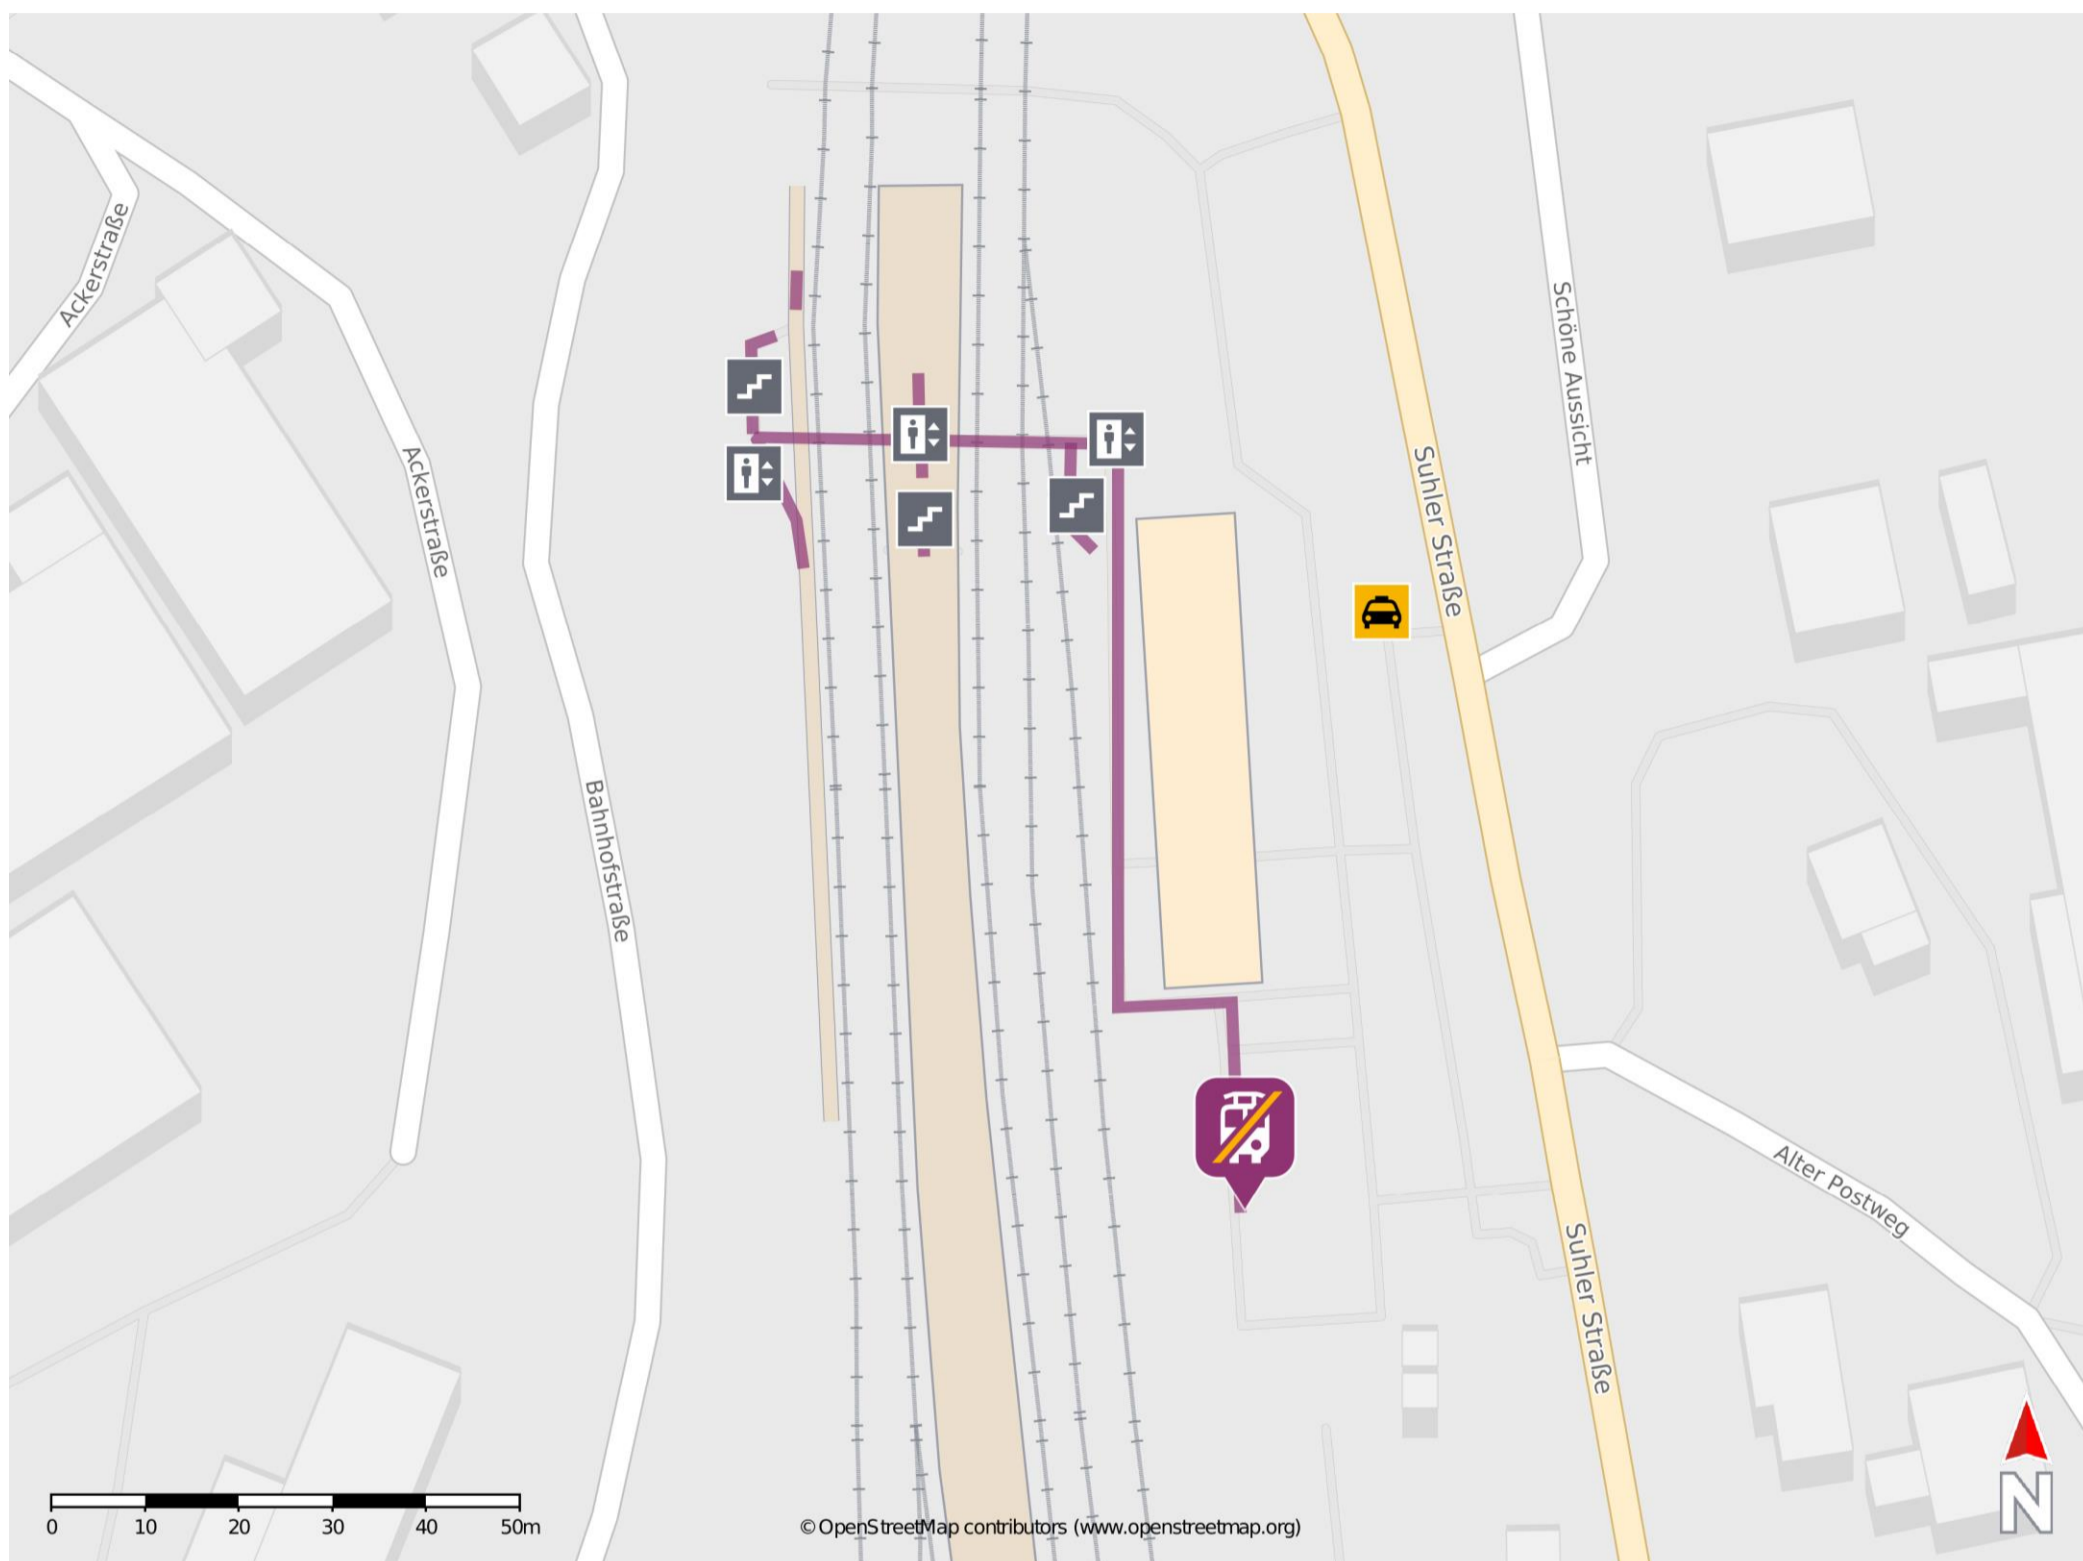 Ackerstraße
Schöne Aussicht
Ackerstraße
Suhler Straße
Bahnhofstraße
Alter Postweg
Suhler Straße
N
0 10 20 30 40 50m
© OpenStreetMap contributors (www.openstreetmap.org)